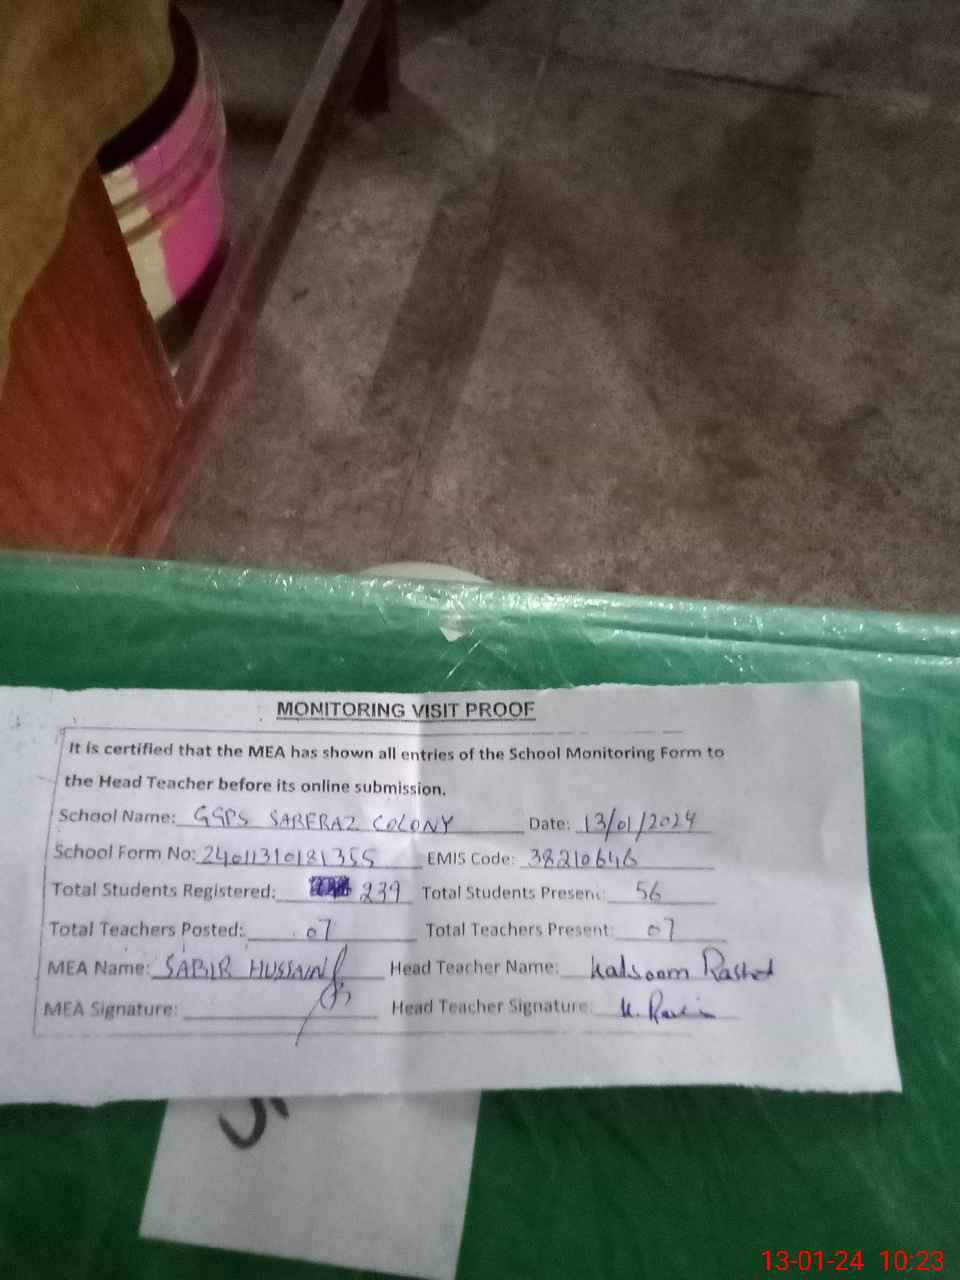 MONITORING VISIT PROOF
It is certified that the MEA has shown all entries of the School Monitoring Form to
the Head Teacher before its online submission.
School Name: GGPS SARFRAZ COLONY Date: 13/01/2024
School Form No: 24011310181355 EMIS Code: 38210646
Total Students Registered: 239 Total Students Present: 56
Total Teachers Posted: 07 Total Teachers Present: 07
MEA Name: SABIR HUSSAIN Head Teacher Name: Kalsoom Rashid
MEA Signature: Head Teacher Signature:
13-01-24 10:23